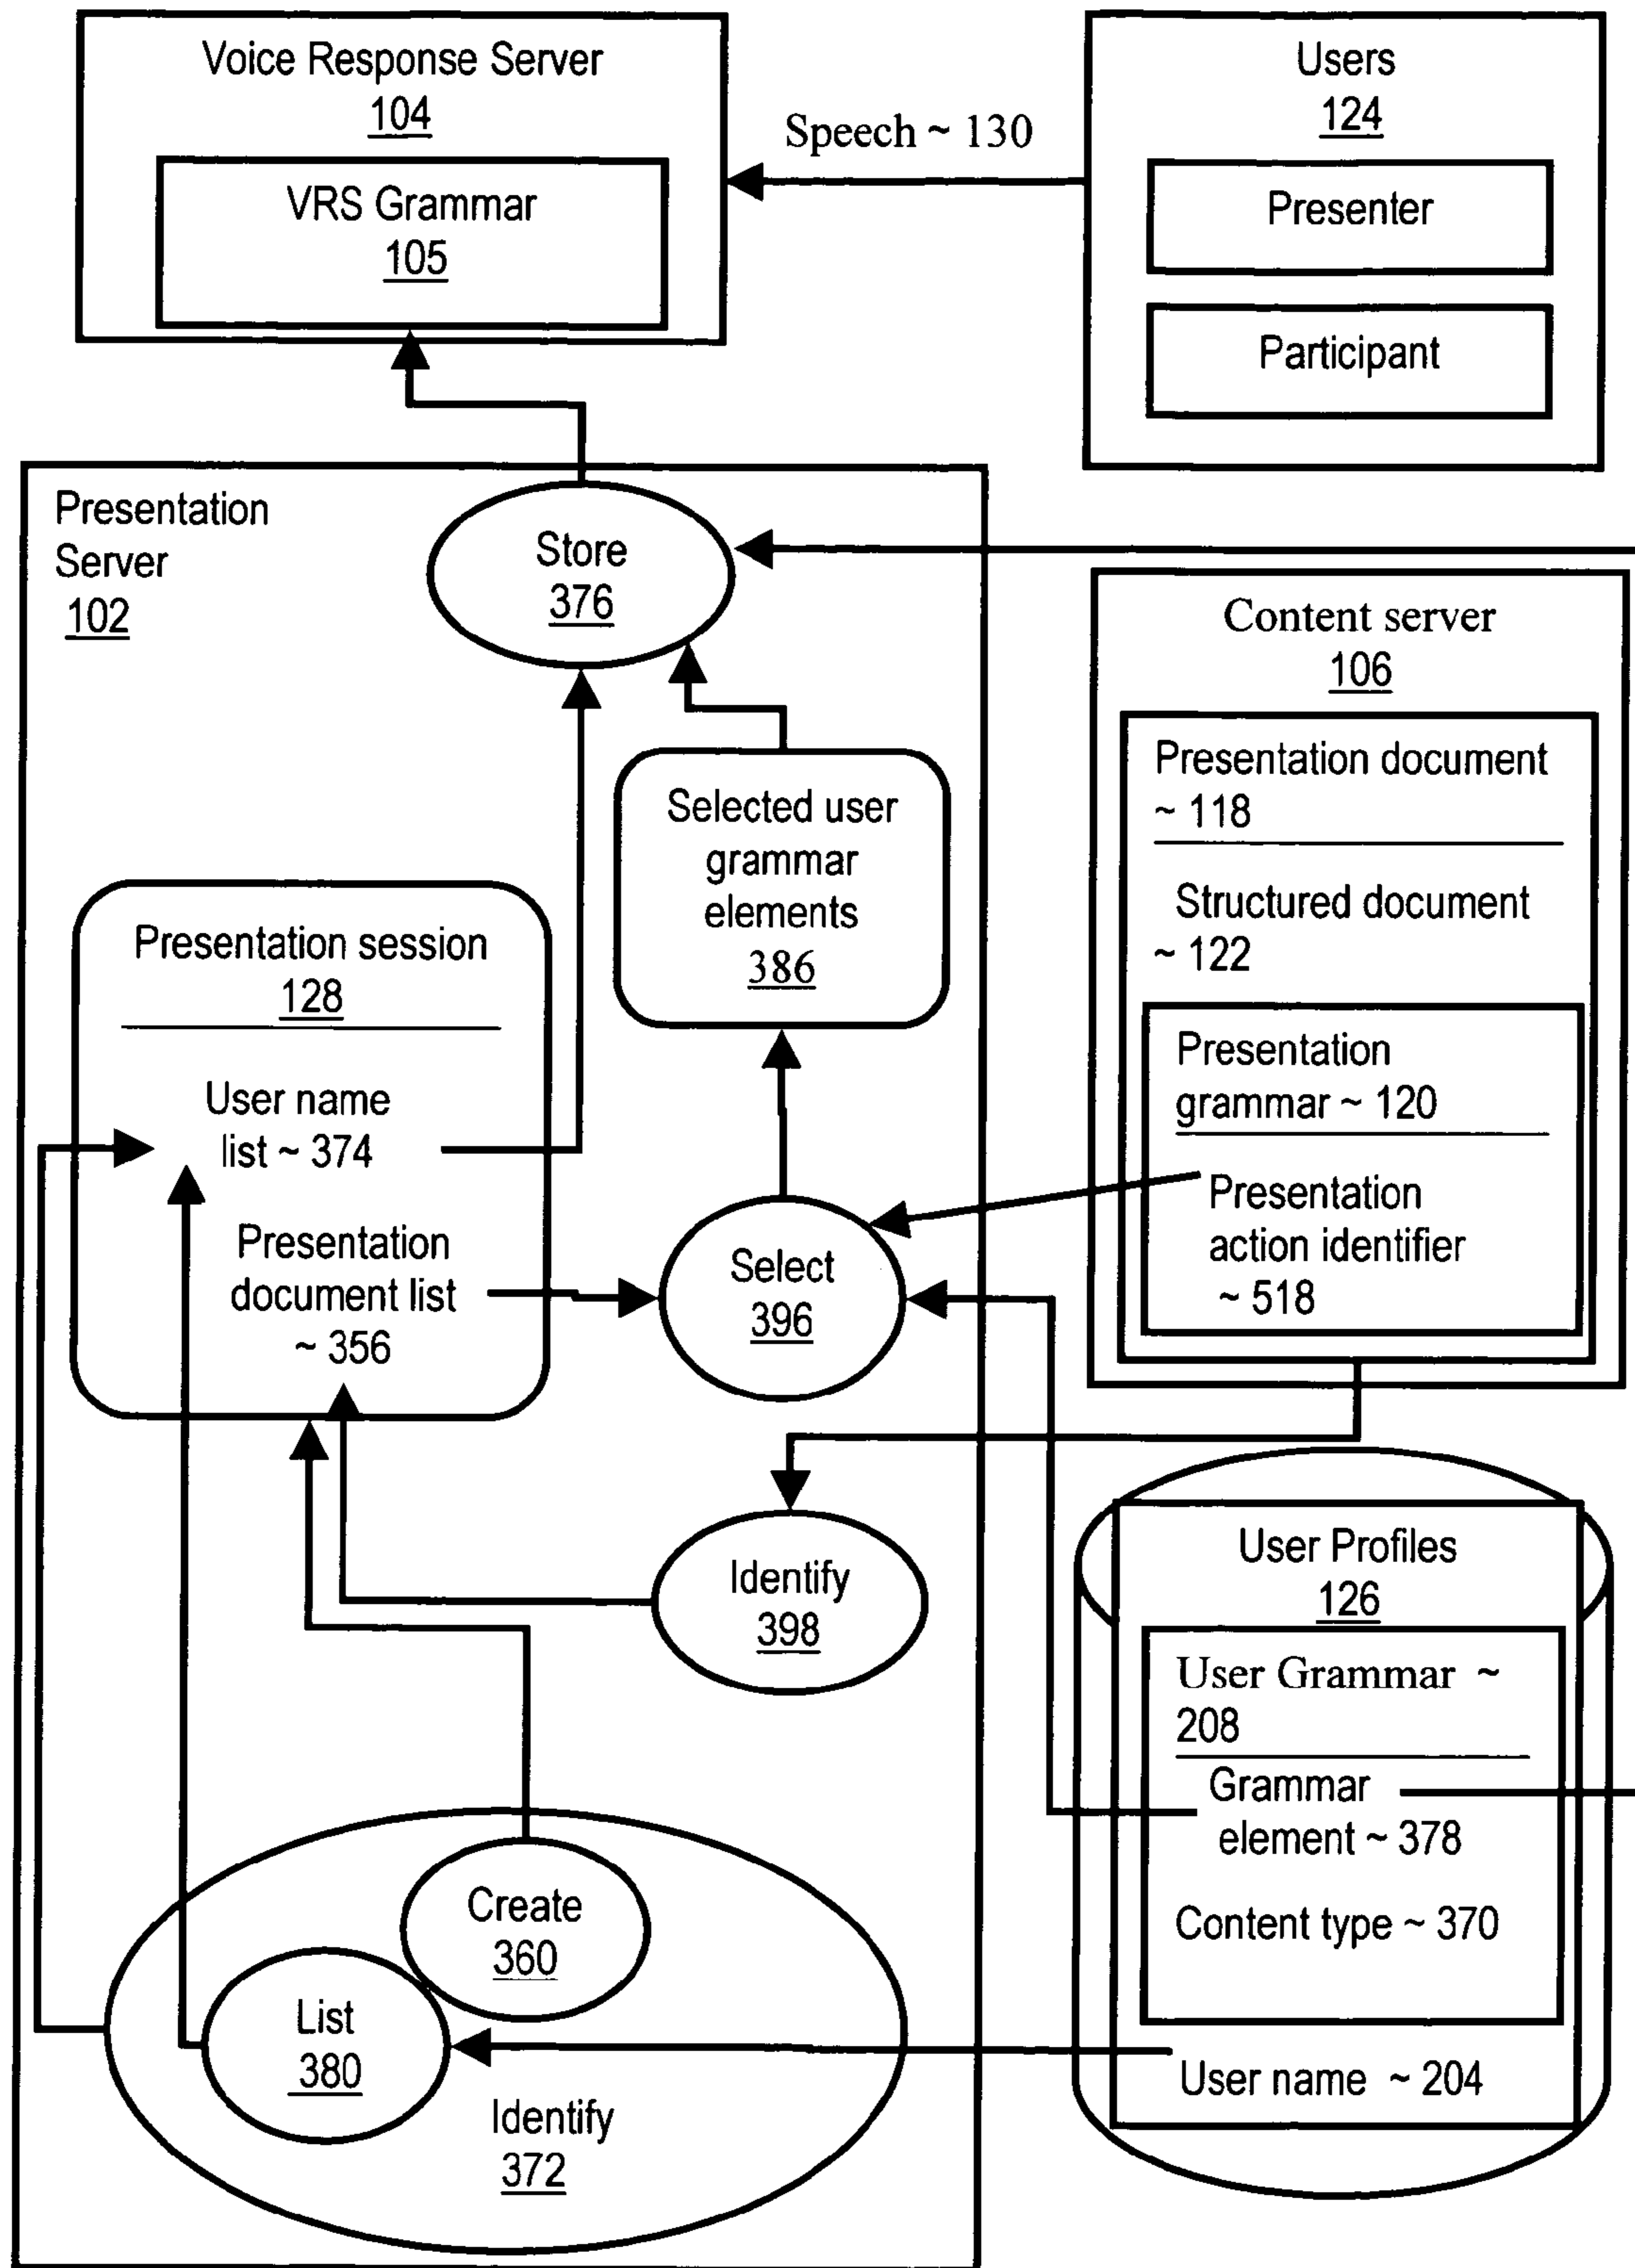 Voice Response Server
104
VRS Grammar
105
Speech ~ 130
Users
124
Presenter
Participant
Presentation
Server
102
Store
376
Selected user
grammar
elements
386
Presentation session
128
User name
list ~ 374
Presentation
document list
~ 356
Select
396
Identify
398
Create
360
List
380
Identify
372
Content server
106
Presentation document
~ 118
Structured document
~ 122
Presentation
grammar ~ 120
Presentation
action identifier
~ 518
User Profiles
126
User Grammar ~
208
Grammar
element ~ 378
Content type ~ 370
User name ~ 204